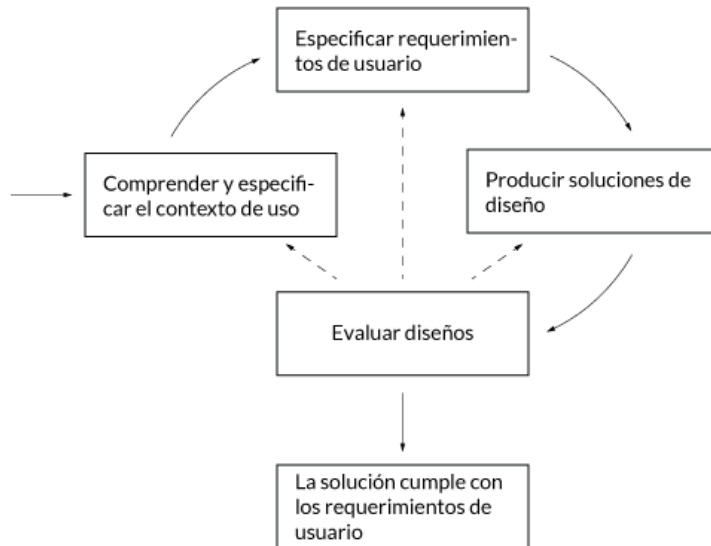 Especificar requerimien-
tos de usuario
Comprender y especifi-
car el contexto de uso
Producir soluciones de
diseño
Evaluar diseños
La solución cumple con
los requerimientos de
usuario